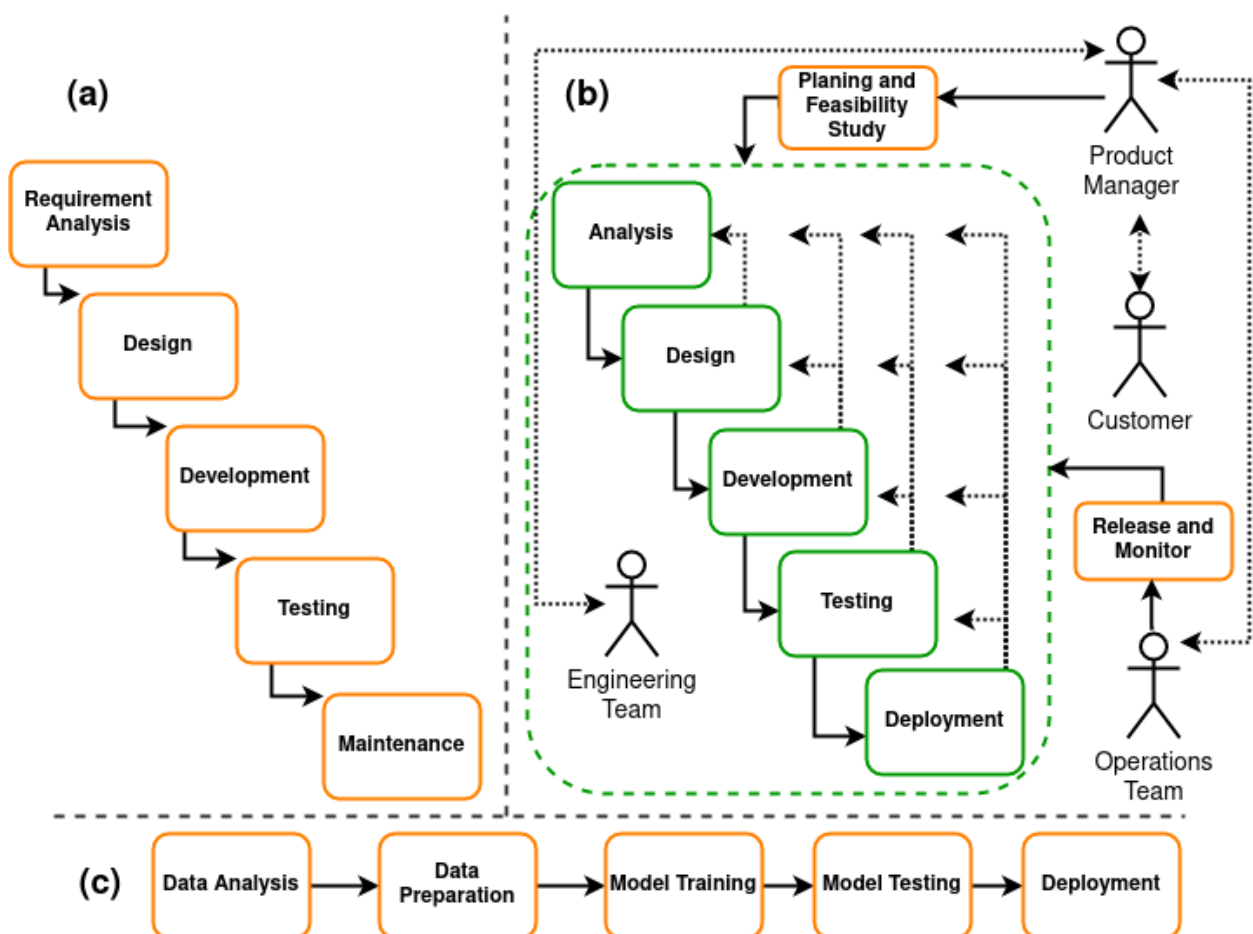 (a)
Requirement
Analysis
Design
Development
Testing
Maintenance
(b)
Planing and
Feasibility
Study
Product
Manager
Analysis
Design
Development
Testing
Deployment
Engineering
Team
Customer
Release and
Monitor
Operations
Team
(c)
Data Analysis
Data
Preparation
Model Training
Model Testing
Deployment